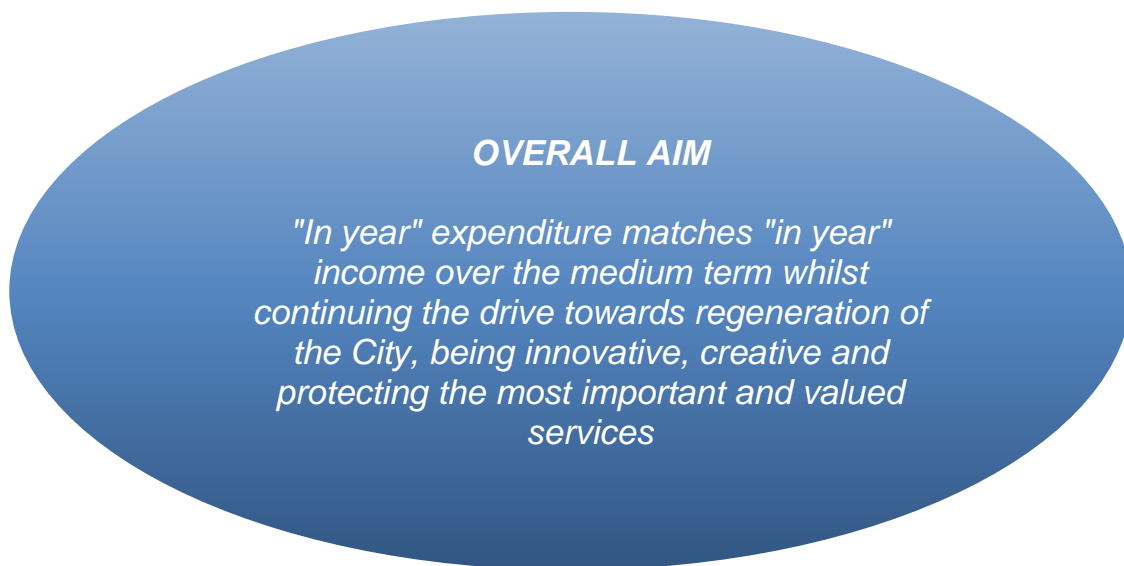 OVERALL AIM
"In year" expenditure matches "in year"
income over the medium term whilst
continuing the drive towards regeneration of
the City, being innovative, creative and
protecting the most important and valued
services